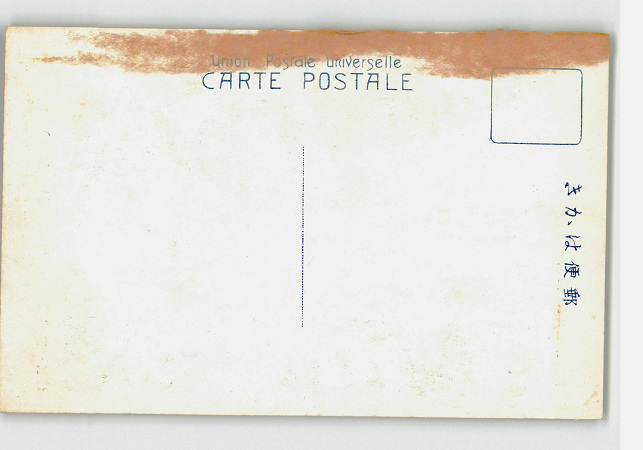 Union Postale Universelle
CARTE POSTALE
郵便はかき